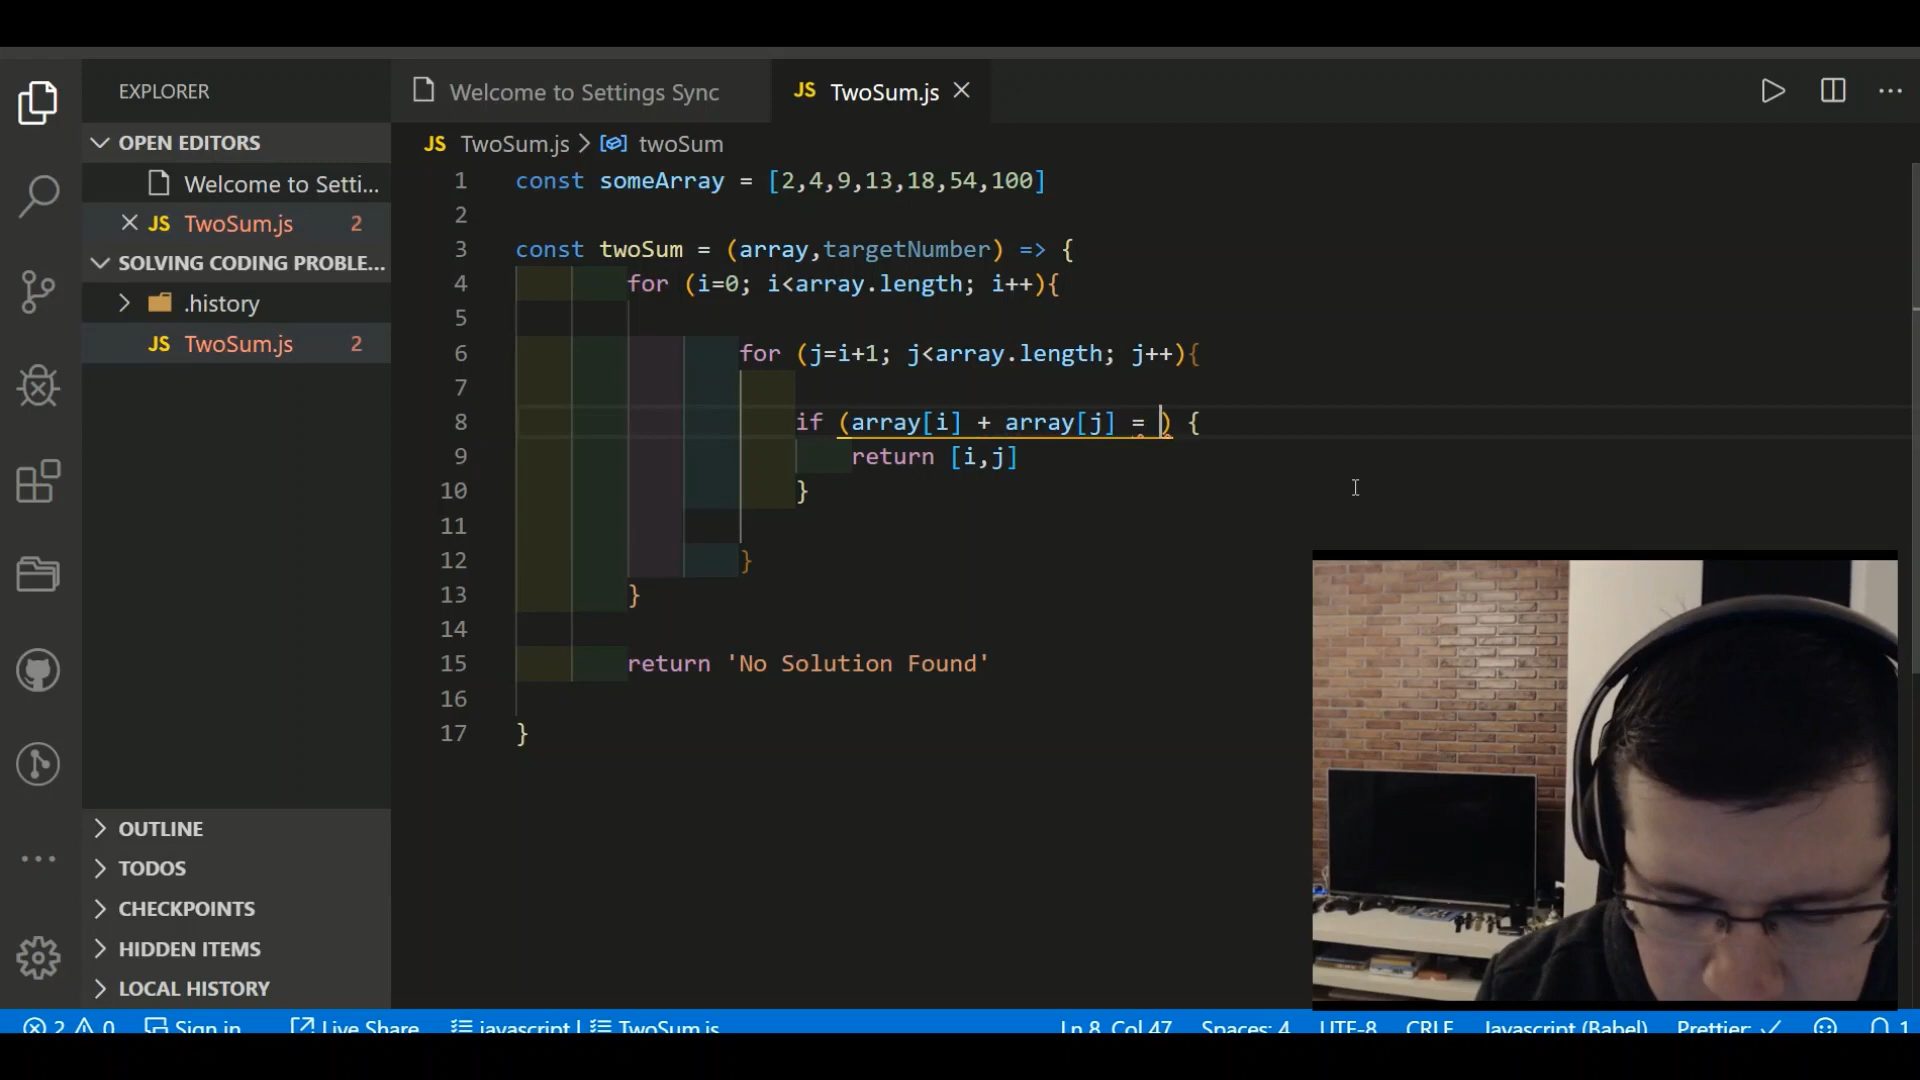 EXPLORER
Welcome to Settings Sync
JS TwoSum.js
OPEN EDITORS
JS TwoSum.js > twoSum
Welcome to Setti...
JS TwoSum.js 2
SOLVING CODING PROBLE...
.history
JS TwoSum.js 2
1 const someArray = [2,4,9,13,18,54,100]
2
3 const twoSum = (array,targetNumber) => {
4 for (i=0; i<array.length; i++){
5
6 for (j=i+1; j<array.length; j++){
7
8 if (array[i] + array[j] = ) {
9 return [i,j]
10 }
11
12 }
13 }
14
15 return 'No Solution Found'
16
17 }
OUTLINE
TODOS
CHECKPOINTS
HIDDEN ITEMS
LOCAL HISTORY
2 0 Sign in Live Share javascript | TwoSum.js Ln 8, Col 47 Spaces: 4 UTF-8 CRLF Javascript (Babel) Prettier: ✓ 1